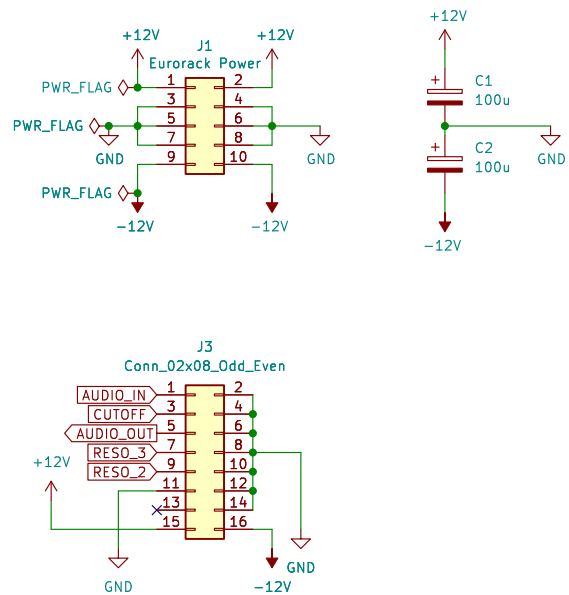 +12V
+12V
+12V
J1
Eurorack Power
PWR_FLAG
1
2
3
4
PWR_FLAG
5
6
GND
7
8
GND
9
10
PWR_FLAG
-12V
-12V
+
C1
100u
+
C2
100u
GND
-12V
J3
Conn_02x08_Odd_Even
AUDIO_IN
1
2
CUTOFF
3
4
AUDIO_OUT
5
6
RESO_3
7
8
+12V
RESO_2
9
10
11
12
13
14
15
16
GND
GND
-12V